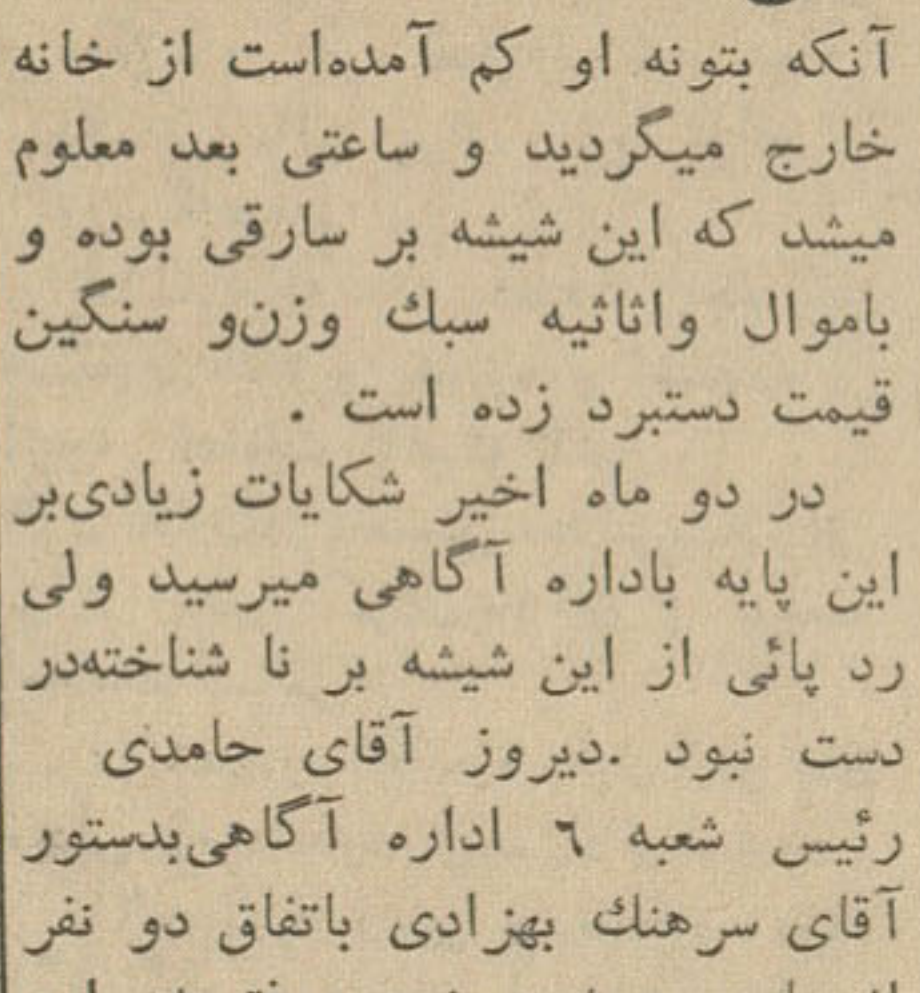 آنکه بتونه او کم آمده‌است از خانه
خارج میگردید و ساعتی بعد معلوم
میشد که این شیشه بر سارقی بوده و
باموال واثاثیه سبك وزن‌و سنگین
قیمت دستبرد زده است .
در دو ماه اخیر شکایات زیادی‌بر
این پایه باداره آگاهی میرسید ولی
رد پائی از این شیشه بر نا شناخته‌در
دست نبود .دیروز آقای حامدی
رئیس شعبه ٦ اداره آگاهی‌بدستور
آقای سرهنك بهزادی باتفاق دو نفر